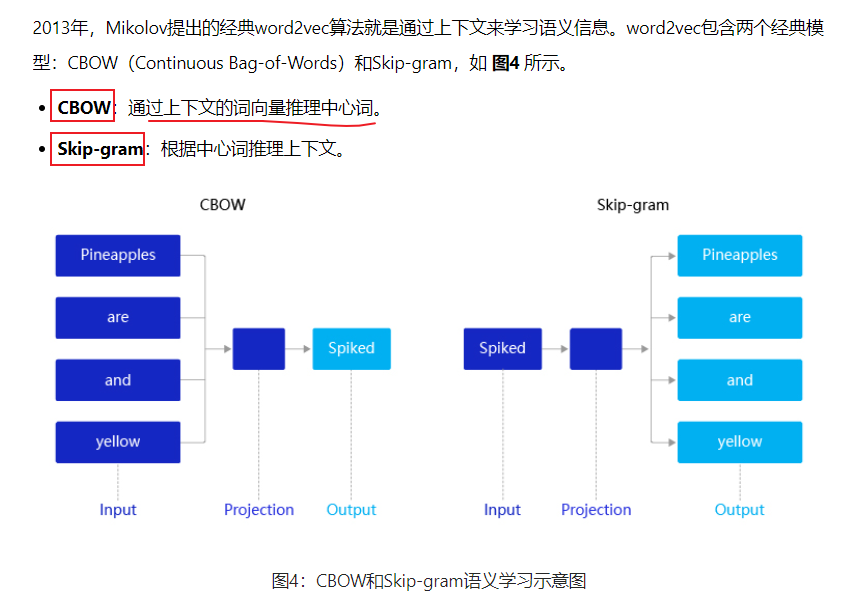 2013年，Mikolov提出的经典word2vec算法就是通过上下文来学习语义信息。word2vec包含两个经典模
型：CBOW（Continuous Bag-of-Words）和Skip-gram，如 图4 所示。
• CBOW：通过上下文的词向量推理中心词。
• Skip-gram：根据中心词推理上下文。
CBOW
Pineapples
are
and
yellow
Spiked
Input
Projection
Output
Skip-gram
Spiked
Pineapples
are
and
yellow
Input
Projection
Output
图4：CBOW和Skip-gram语义学习示意图